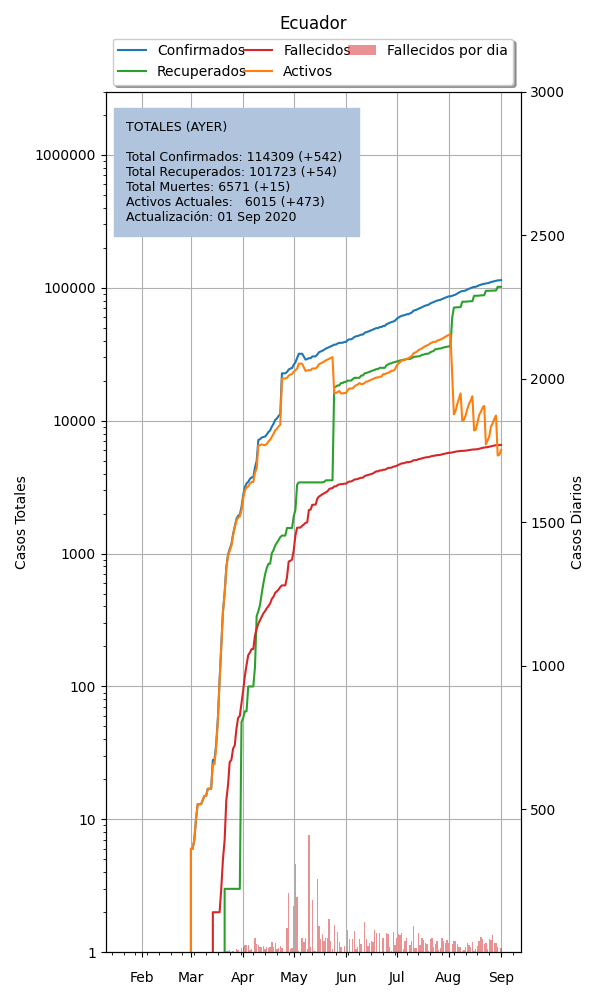 Ecuador
Confirmados Fallecidos Fallecidos por dia
Recuperados Activos
TOTALES (AYER)
Total Confirmados: 114309 (+542)
Total Recuperados: 101723 (+54)
Total Muertes: 6571 (+15)
Activos Actuales:   6015 (+473)
Actualización: 01 Sep 2020
Casos Totales
1000000
100000
10000
1000
100
10
1
3000
2500
2000
1500
1000
500
Casos Diarios
Feb Mar Apr May Jun Jul Aug Sep